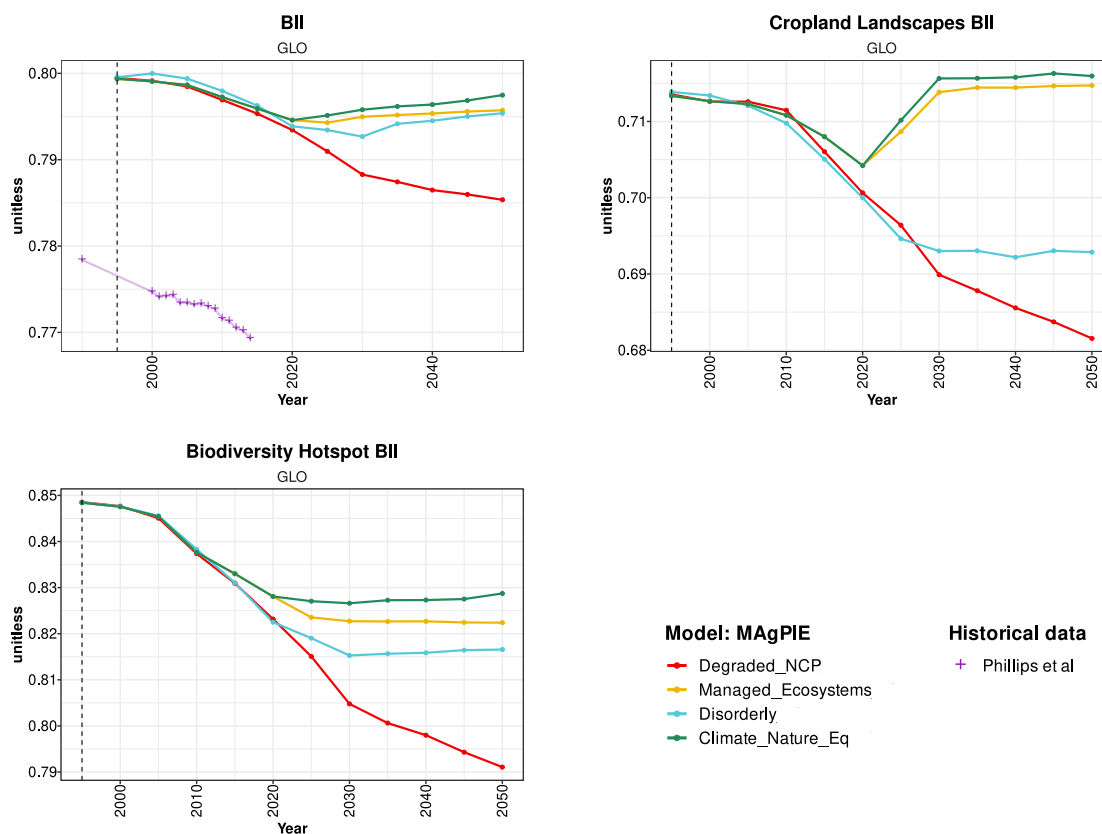 BII
GLO
0.80
0.79
0.78
0.77
unitless
2000
2020
2040
Year
Cropland Landscapes BII
GLO
0.71
0.70
0.69
0.68
unitless
2000
2010
2020
2030
2040
2050
Year
Biodiversity Hotspot BII
GLO
0.85
0.84
0.83
0.82
0.81
0.80
0.79
unitless
2000
2010
2020
2030
2040
2050
Year
Model: MAgPIE
Degraded_NCP
Managed_Ecosystems
Disorderly
Climate_Nature_Eq
Historical data
Phillips et al